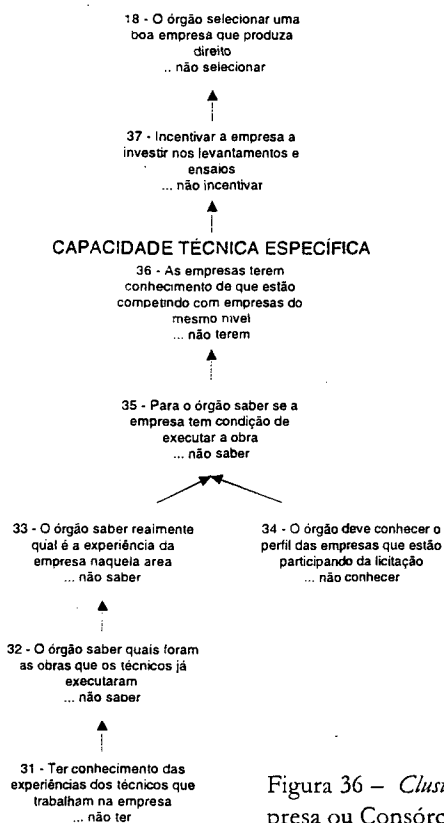 18 - O órgão selecionar uma
boa empresa que produza
direito
.. não selecionar
37 - Incentivar a empresa a
investir nos levantamentos e
ensaios
... não incentivar
CAPACIDADE TÉCNICA ESPECÍFICA
36 - As empresas terem
conhecimento de que estão
competindo com empresas do
mesmo nivel
... não terem
35 - Para o órgão saber se a
empresa tem condição de
executar a obra
... não saber
33 - O órgão saber realmente
qual é a experiência da
empresa naquela area
... não saber
34 - O órgão deve conhecer o
perfil das empresas que estão
participando da licitação
... não conhecer
32 - O órgão saber quais foram
as obras que os técnicos já
executaram
... não saber
31 - Ter conhecimento das
experiências dos técnicos que
trabalham na empresa
... não ter
Figura 36 –
presa ou